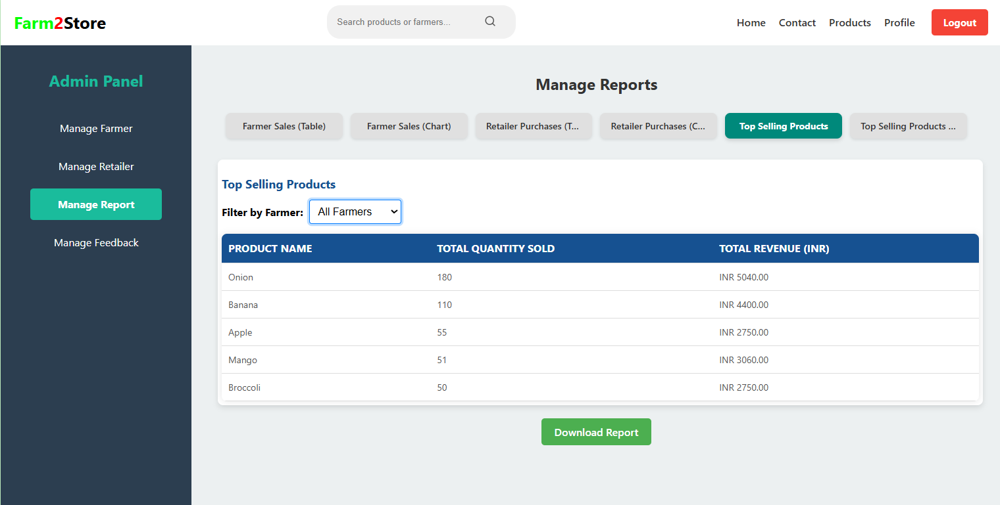 Farm2Store
Search products or farmers...
Home Contact Products Profile Logout
Admin Panel
Manage Farmer
Manage Retailer
Manage Report
Manage Feedback
Manage Reports
Farmer Sales (Table) Farmer Sales (Chart) Retailer Purchases (T... Retailer Purchases (C... Top Selling Products Top Selling Products ...
Top Selling Products
Filter by Farmer: All Farmers
PRODUCT NAME TOTAL QUANTITY SOLD TOTAL REVENUE (INR)
Onion 180 INR 5040.00
Banana 110 INR 4400.00
Apple 55 INR 2750.00
Mango 51 INR 3060.00
Broccoli 50 INR 2750.00
Download Report